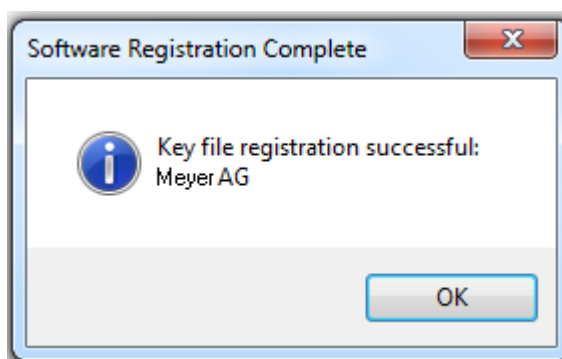 Software Registration Complete
Key file registration successful:
Meyer AG
OK